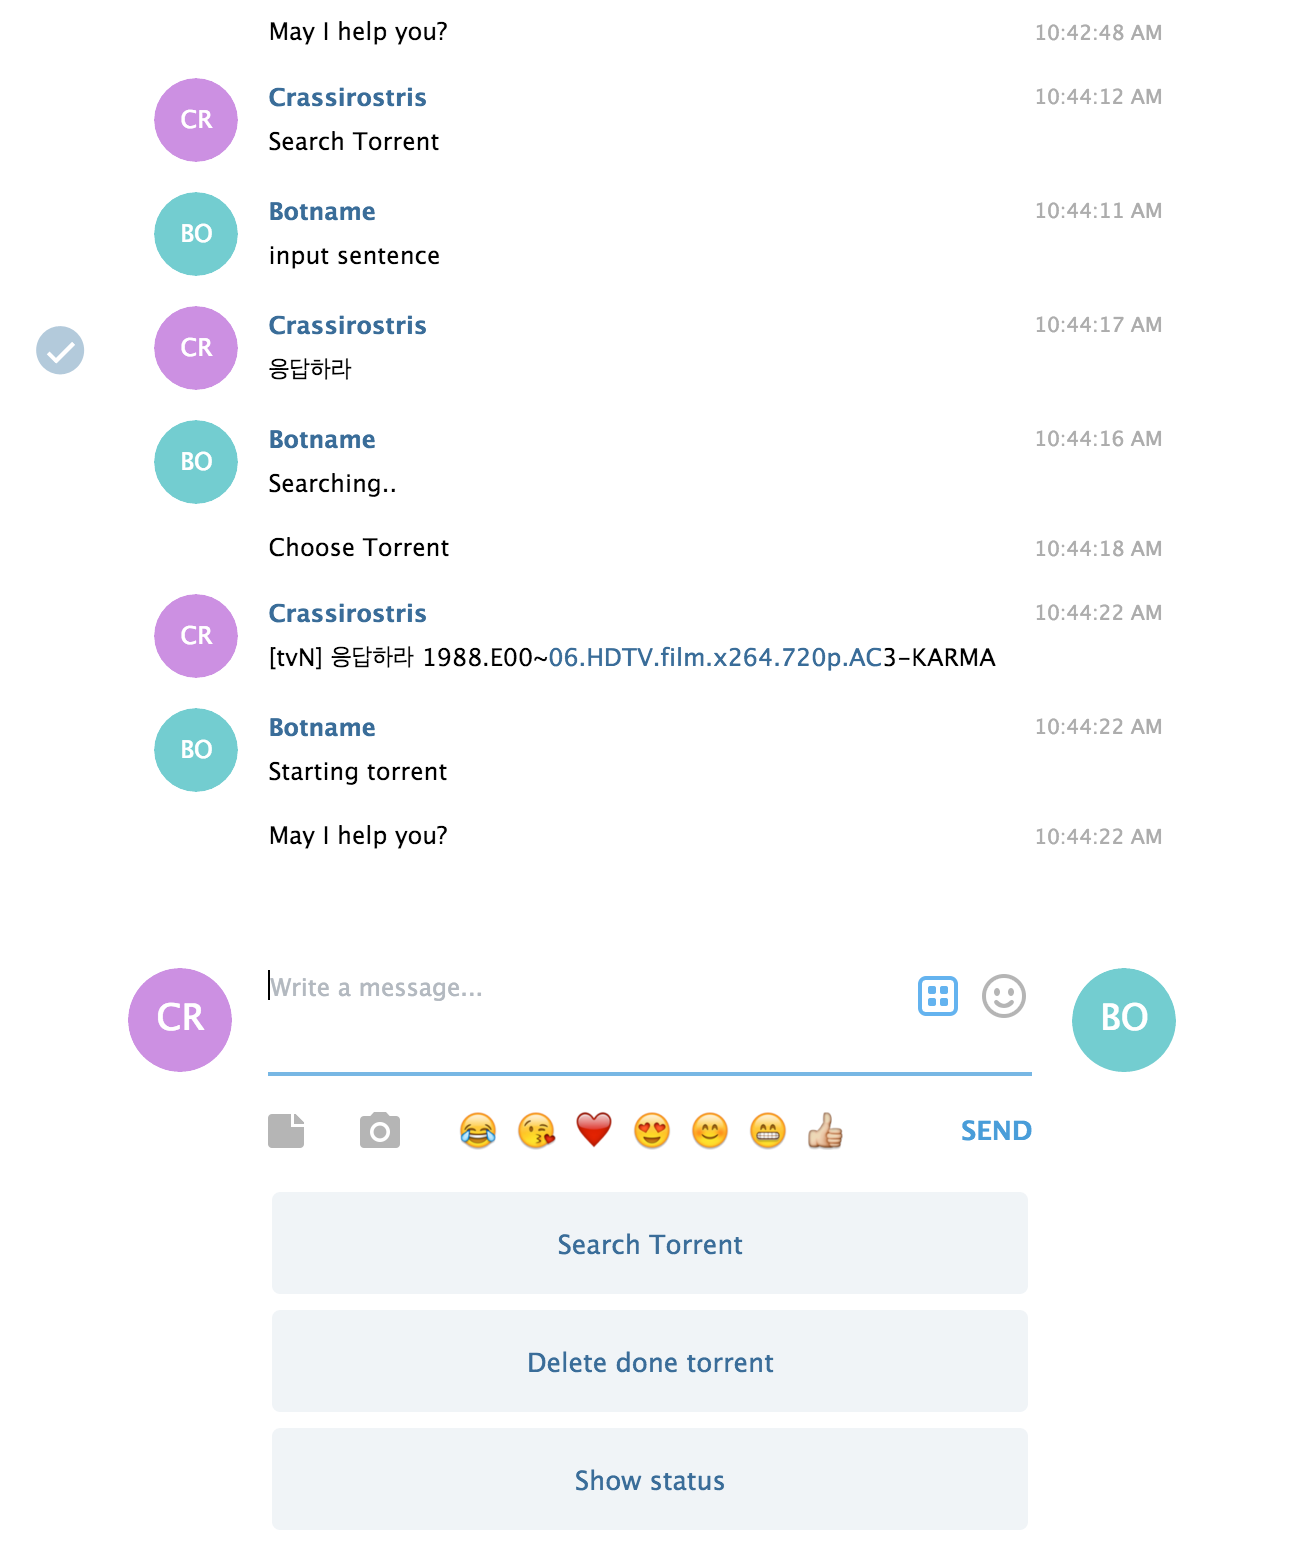 May I help you? 10:42:48 AM
CR Crassirostris 10:44:12 AM
Search Torrent
BO Botname 10:44:11 AM
input sentence
CR Crassirostris 10:44:17 AM
응답하라
BO Botname 10:44:16 AM
Searching..
Choose Torrent 10:44:18 AM
CR Crassirostris 10:44:22 AM
[tvN] 응답하라 1988.E00~06.HDTV.film.x264.720p.AC3-KARMA
BO Botname 10:44:22 AM
Starting torrent
May I help you? 10:44:22 AM
CR Write a message... BO
SEND
Search Torrent
Delete done torrent
Show status